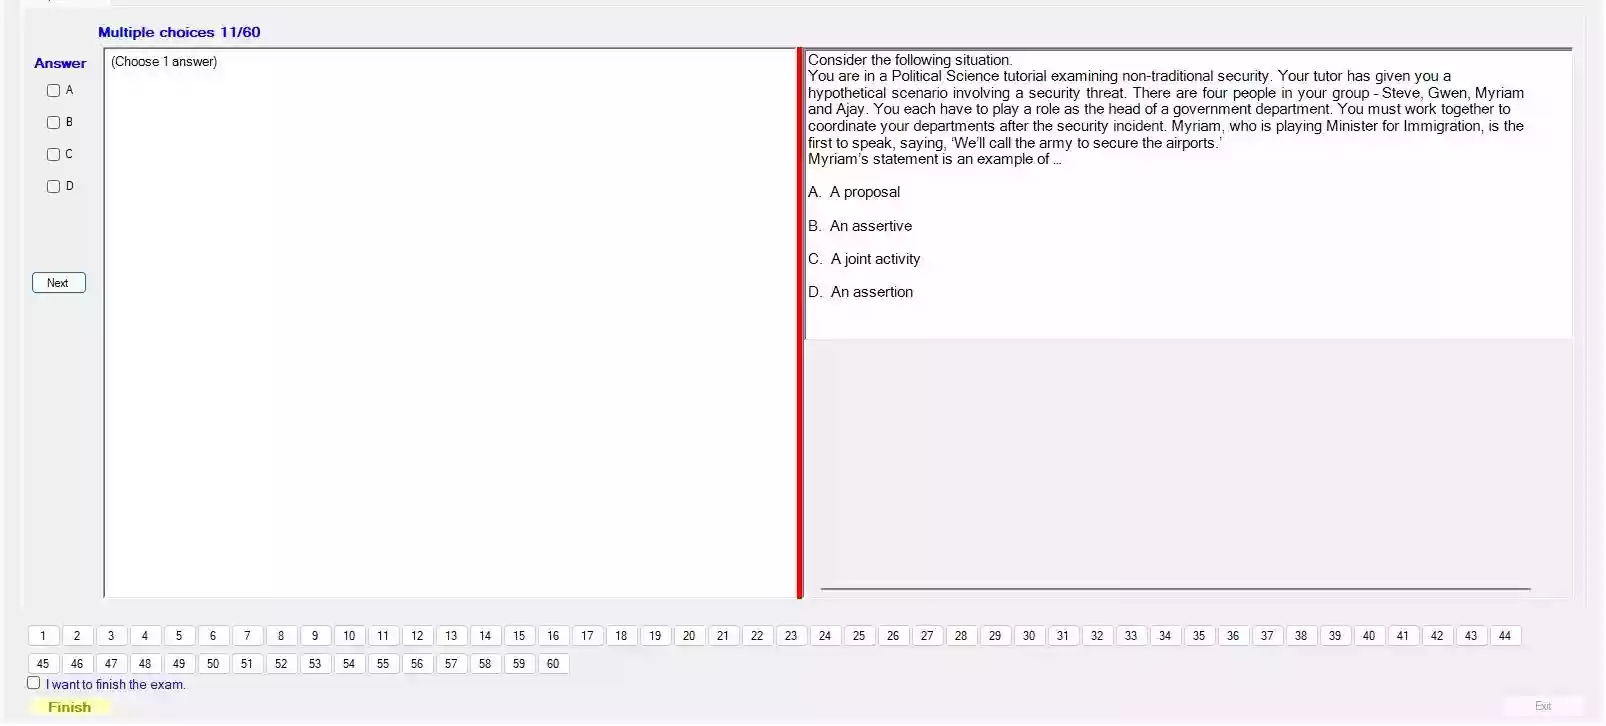 Multiple choices 11/60
Answer
(Choose 1 answer)
A
B
C
D
Next
Consider the following situation.
You are in a Political Science tutorial examining non-traditional security. Your tutor has given you a
hypothetical scenario involving a security threat. There are four people in your group - Steve, Gwen, Myriam
and Ajay. You each have to play a role as the head of a government department. You must work together to
coordinate your departments after the security incident. Myriam, who is playing Minister for Immigration, is the
first to speak, saying, 'We'll call the army to secure the airports.'
Myriam's statement is an example of ...
A. A proposal
B. An assertive
C. A joint activity
D. An assertion
1 2 3 4 5 6 7 8 9 10 11 12 13 14 15 16 17 18 19 20 21 22 23 24 25 26 27 28 29 30 31 32 33 34 35 36 37 38 39 40 41 42 43 44
45 46 47 48 49 50 51 52 53 54 55 56 57 58 59 60
I want to finish the exam.
Finish
Exit